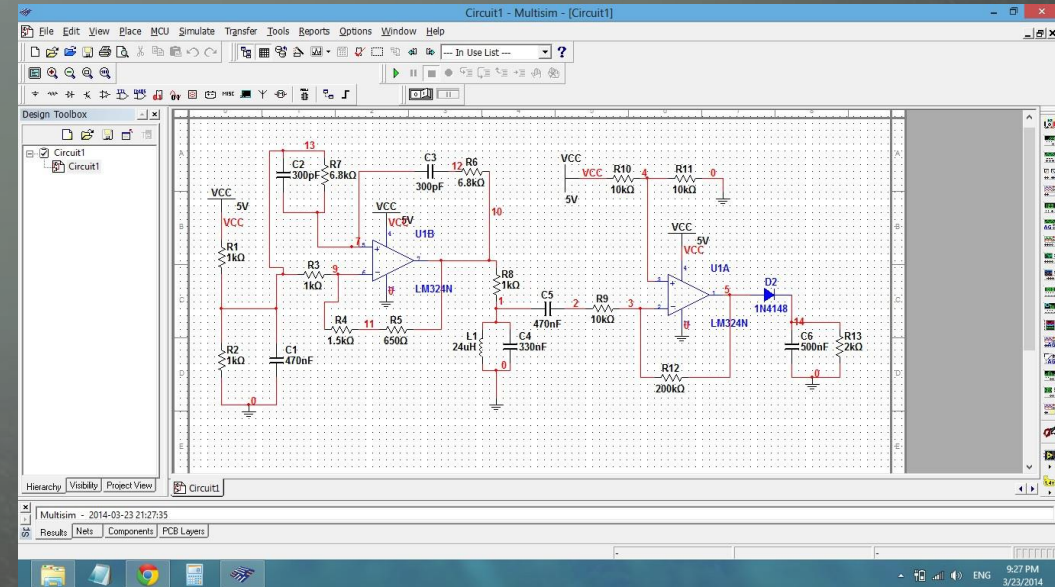 Circuit1 - Multisim - [Circuit1]
File Edit View Place MCU Simulate Transfer Tools Reports Options Window Help
--- In Use List --- ?
MISC
Design Toolbox
Circuit1
Circuit1
A
A
B
B
C
C
D
D
E
E
13
C2
300pF
R7
6.8kΩ
C3
300pF
12
R6
6.8kΩ
VCC
5V
VCC
R1
1kΩ
R2
1kΩ
C1
470nF
0
R3
1kΩ
9
7
VCC
5V
VCC
U1B
LM324N
0
10
R4
1.5kΩ
11
R5
650Ω
R8
1kΩ
1
L1
24uH
C4
330nF
0
C5
470nF
2
R9
10kΩ
3
VCC
5V
VCC
R10
10kΩ
4
R11
10kΩ
0
VCC
5V
VCC
U1A
LM324N
0
R12
200kΩ
5
D2
1N4148
14
C6
500nF
R13
2kΩ
0
Hierarchy Visibility Project View
Circuit1
Multisim - 2014-03-23 21:27:35
Results Nets Components PCB Layers
ENG
9:27 PM
3/23/2014